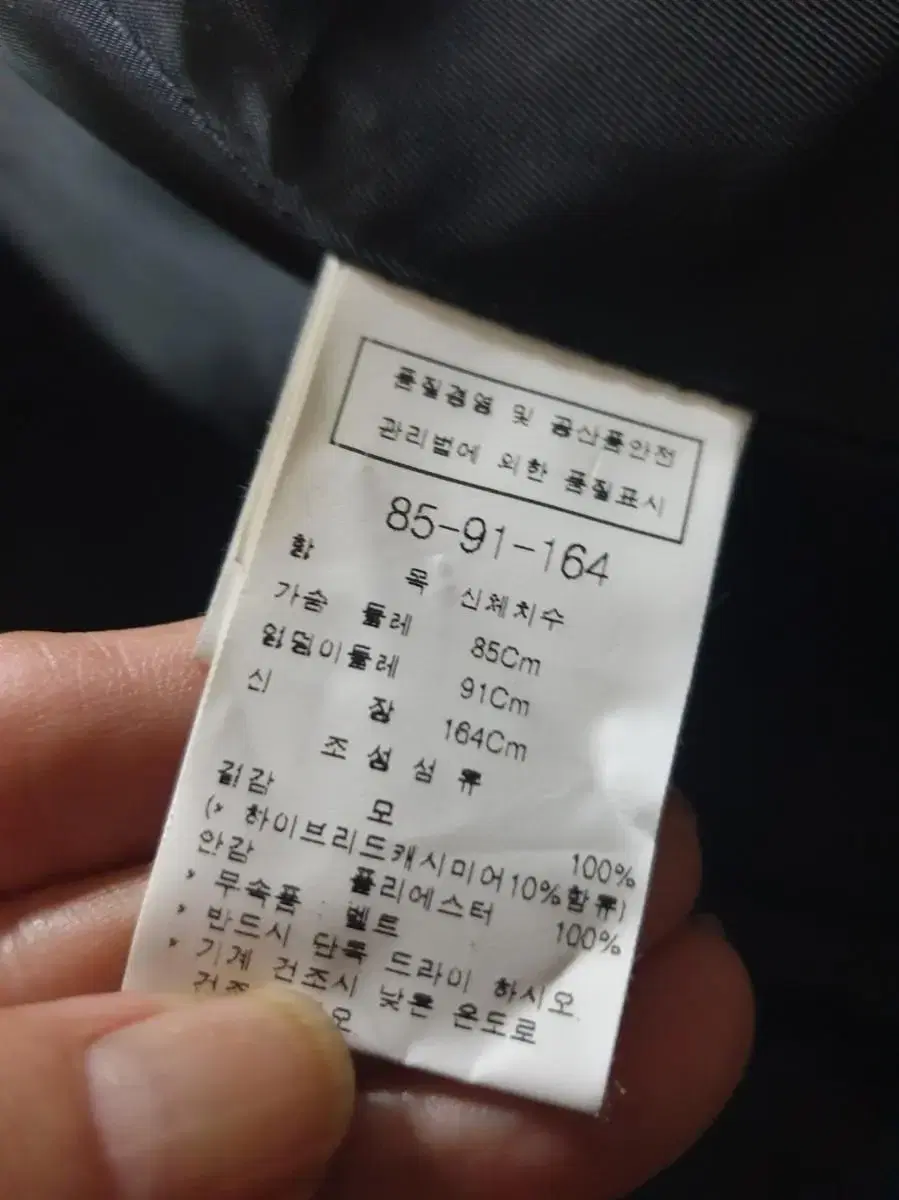 품질경영 및 공산품안전
관리법에 의한 품질표시
85-91-164
항 목 신체치수
가슴 둘레 85Cm
엉덩이둘레 91Cm
신 장 164Cm
조 성 섬 유
겉감 모 100%
(* 하이브리드캐시미어10%함유)
안감 폴리에스터 100%
* 부속품 : 벨트
* 반드시 단독 드라이 하시오
* 기계 건조시 낮은 온도로